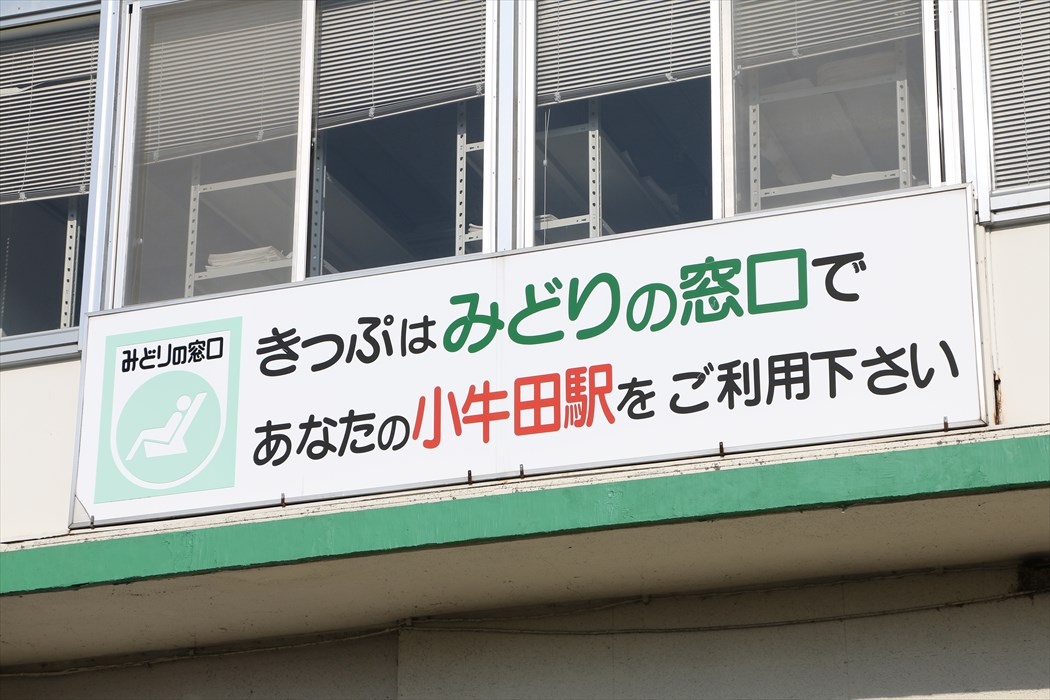 みどりの窓口
きっぷはみどりの窓口で
あなたの小牛田駅をご利用下さい